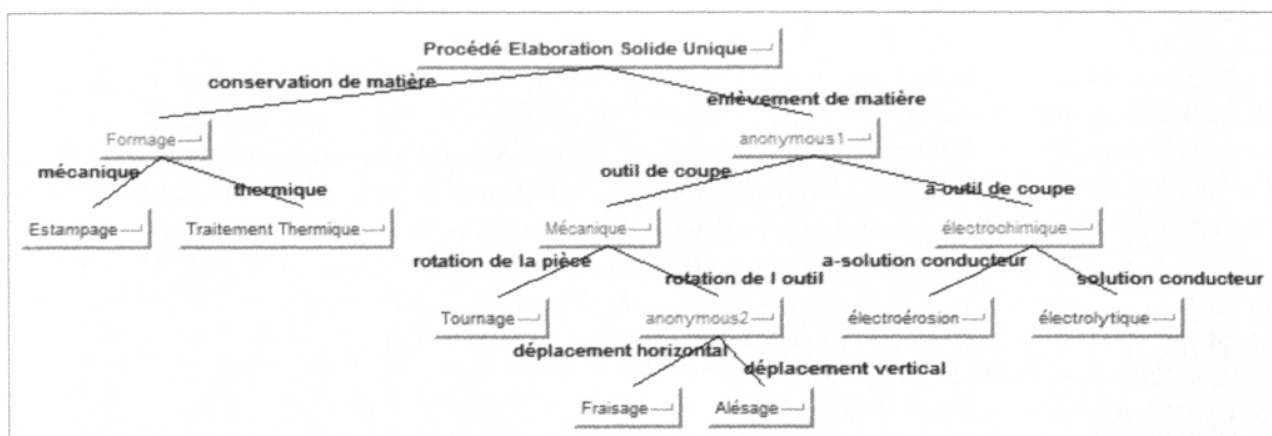 Procédé Elaboration Solide Unique
conservation de matière
enlèvement de matière
Formage
anonymous1
mécanique
thermique
outil de coupe
a-outil de coupe
Estampage
Traitement Thermique
Mécanique
électrochimique
rotation de la pièce
rotation de l outil
a-solution conducteur
solution conducteur
Tournage
anonymous2
électroérosion
électrolytique
déplacement horizontal
déplacement vertical
Fraisage
Alésage